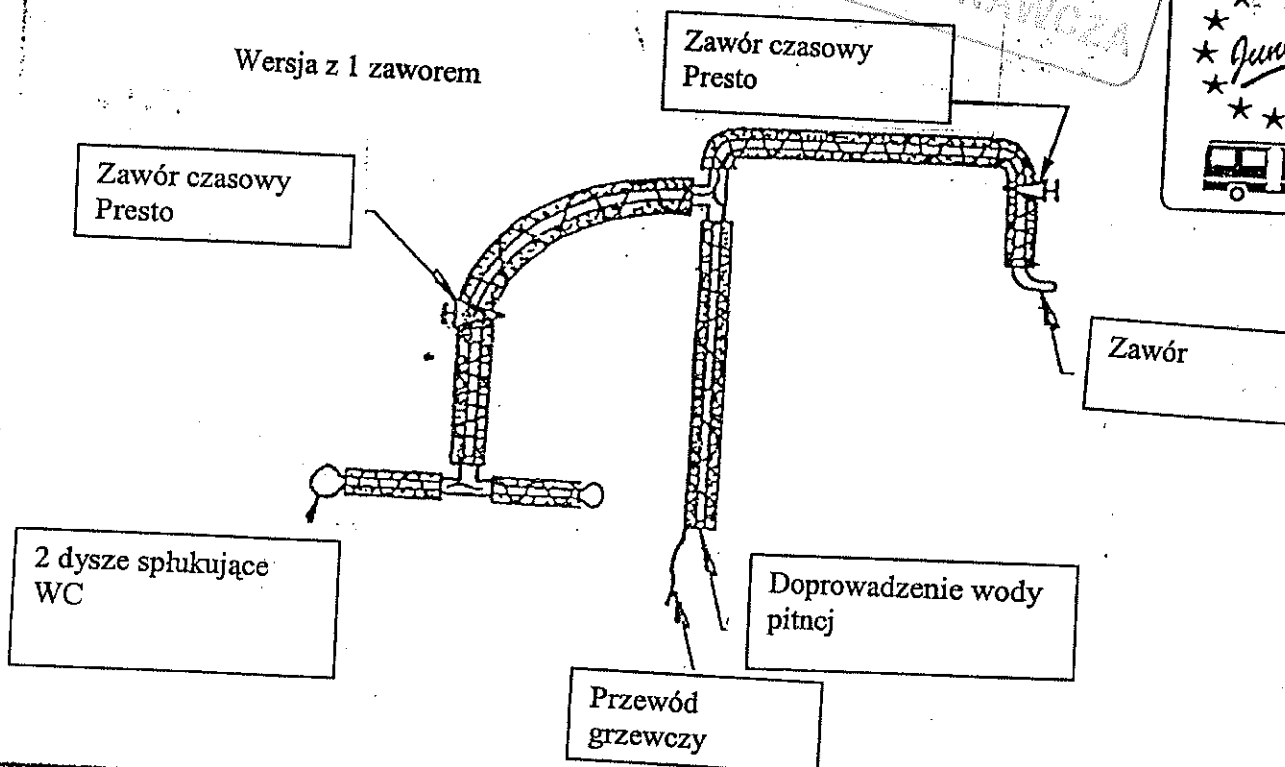 Wersja z 1 zaworem
Zawór czasowy
Presto
Zawór czasowy
Presto
Zawór
2 dysze spłukujące
WC
Doprowadzenie wody
pitncj
Przewód
grzewczy